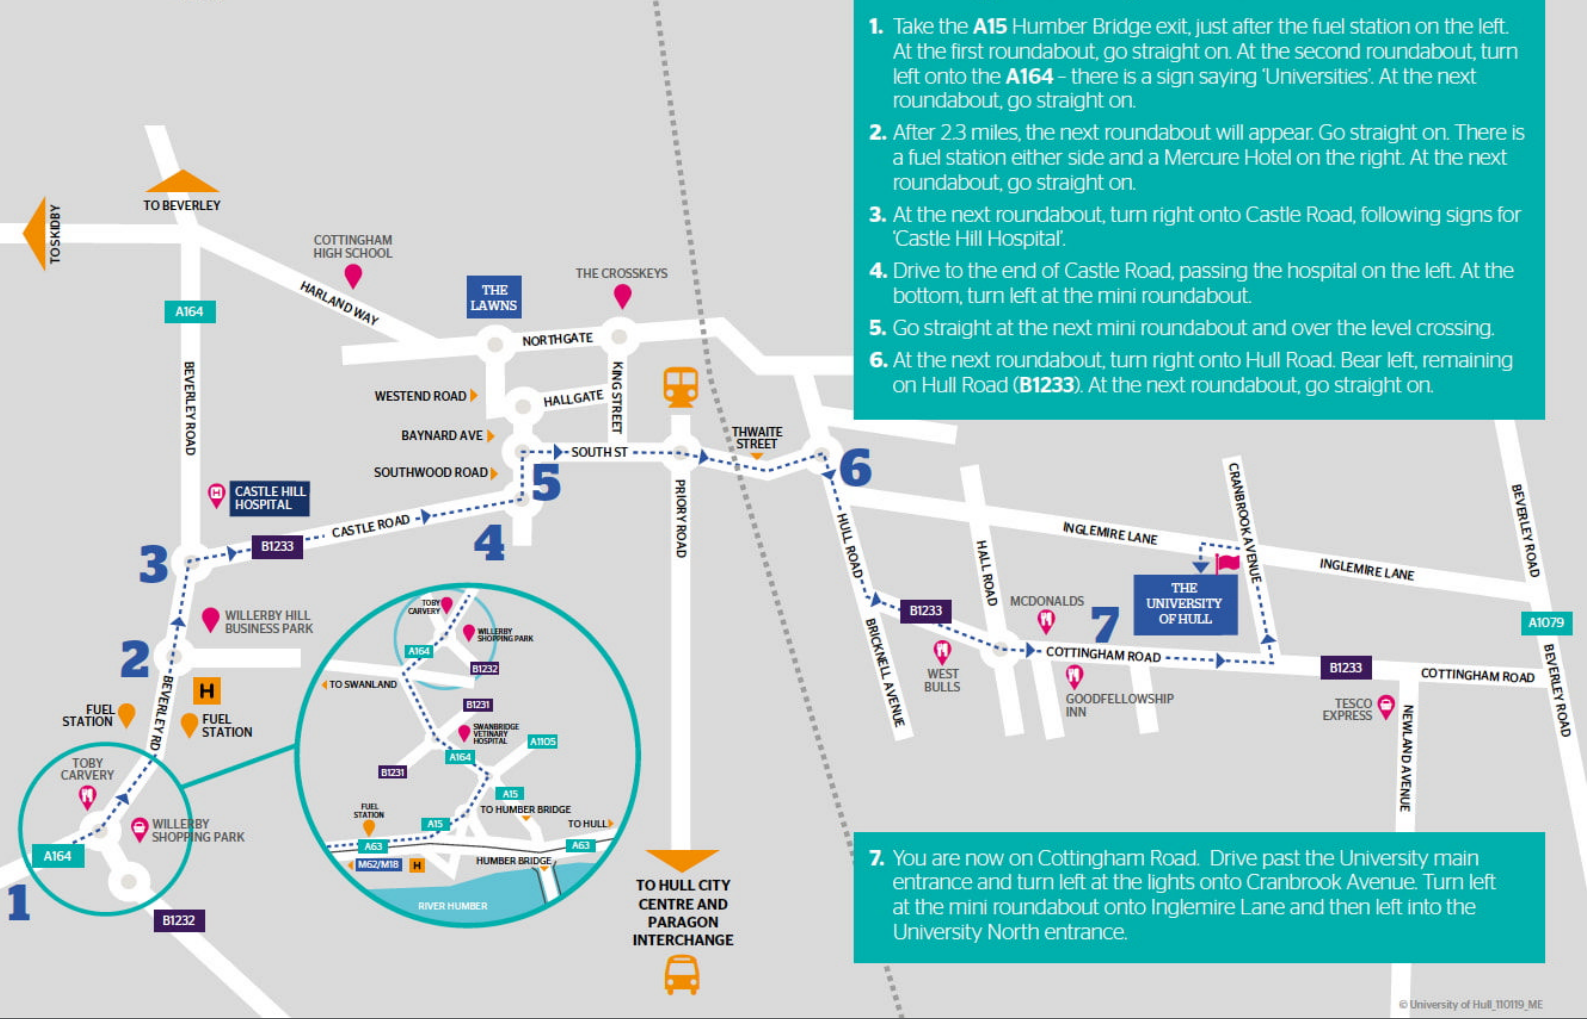 1. Take the A15 Humber Bridge exit, just after the fuel station on the left.
At the first roundabout, go straight on. At the second roundabout, turn
left onto the A164 – there is a sign saying ‘Universities’. At the next
roundabout, go straight on.
2. After 2.3 miles, the next roundabout will appear. Go straight on. There is
a fuel station either side and a Mercure Hotel on the right. At the next
roundabout, go straight on.
3. At the next roundabout, turn right onto Castle Road, following signs for
‘Castle Hill Hospital’.
4. Drive to the end of Castle Road, passing the hospital on the left. At the
bottom, turn left at the mini roundabout.
5. Go straight at the next mini roundabout and over the level crossing.
6. At the next roundabout, turn right onto Hull Road. Bear left, remaining
on Hull Road (B1233). At the next roundabout, go straight on.
TO BEVERLEY
TO SKIDBY
COTTINGHAM
HIGH SCHOOL
THE CROSSKEYS
THE
LAWNS
HARLAND WAY
A164
NORTHGATE
BEVERLEY ROAD
KING STREET
WESTEND ROAD
HALLGATE
BAYNARD AVE
SOUTH ST
THWAITE
STREET
SOUTHWOOD ROAD
5
6
CASTLE HILL
HOSPITAL
H
CASTLE ROAD
B1233
4
3
PRIORY ROAD
HULL ROAD
INGLEMIRE LANE
CRANBROOK AVENUE
INGLEMIRE LANE
BEVERLEY ROAD
HALL ROAD
THE
UNIVERSITY
OF HULL
MCDONALDS
7
B1233
A1079
COTTINGHAM ROAD
B1233
COTTINGHAM ROAD
BEVERLEY ROAD
BRICKNELL AVENUE
WEST
BULLS
GOODFELLOWSHIP
INN
TESCO
EXPRESS
NEWLAND AVENUE
WILLERBY HILL
BUSINESS PARK
2
H
BEVERLEY RD
FUEL
STATION
FUEL
STATION
TOBY
CARVERY
WILLERBY
SHOPPING PARK
A164
1
B1232
TOBY
CARVERY
WILLERBY
SHOPPING PARK
A164
B1232
TO SWANLAND
B1231
SWANBRIDGE
VETINARY
HOSPITAL
A1105
A164
B1231
A15
TO HUMBER BRIDGE
FUEL
STATION
A15
TO HULL
A63
A63
M62/M18
H
HUMBER BRIDGE
RIVER HUMBER
TO HULL CITY
CENTRE AND
PARAGON
INTERCHANGE
7. You are now on Cottingham Road. Drive past the University main
entrance and turn left at the lights onto Cranbrook Avenue. Turn left
at the mini roundabout onto Inglemire Lane and then left into the
University North entrance.
© University of Hull_110119_ME